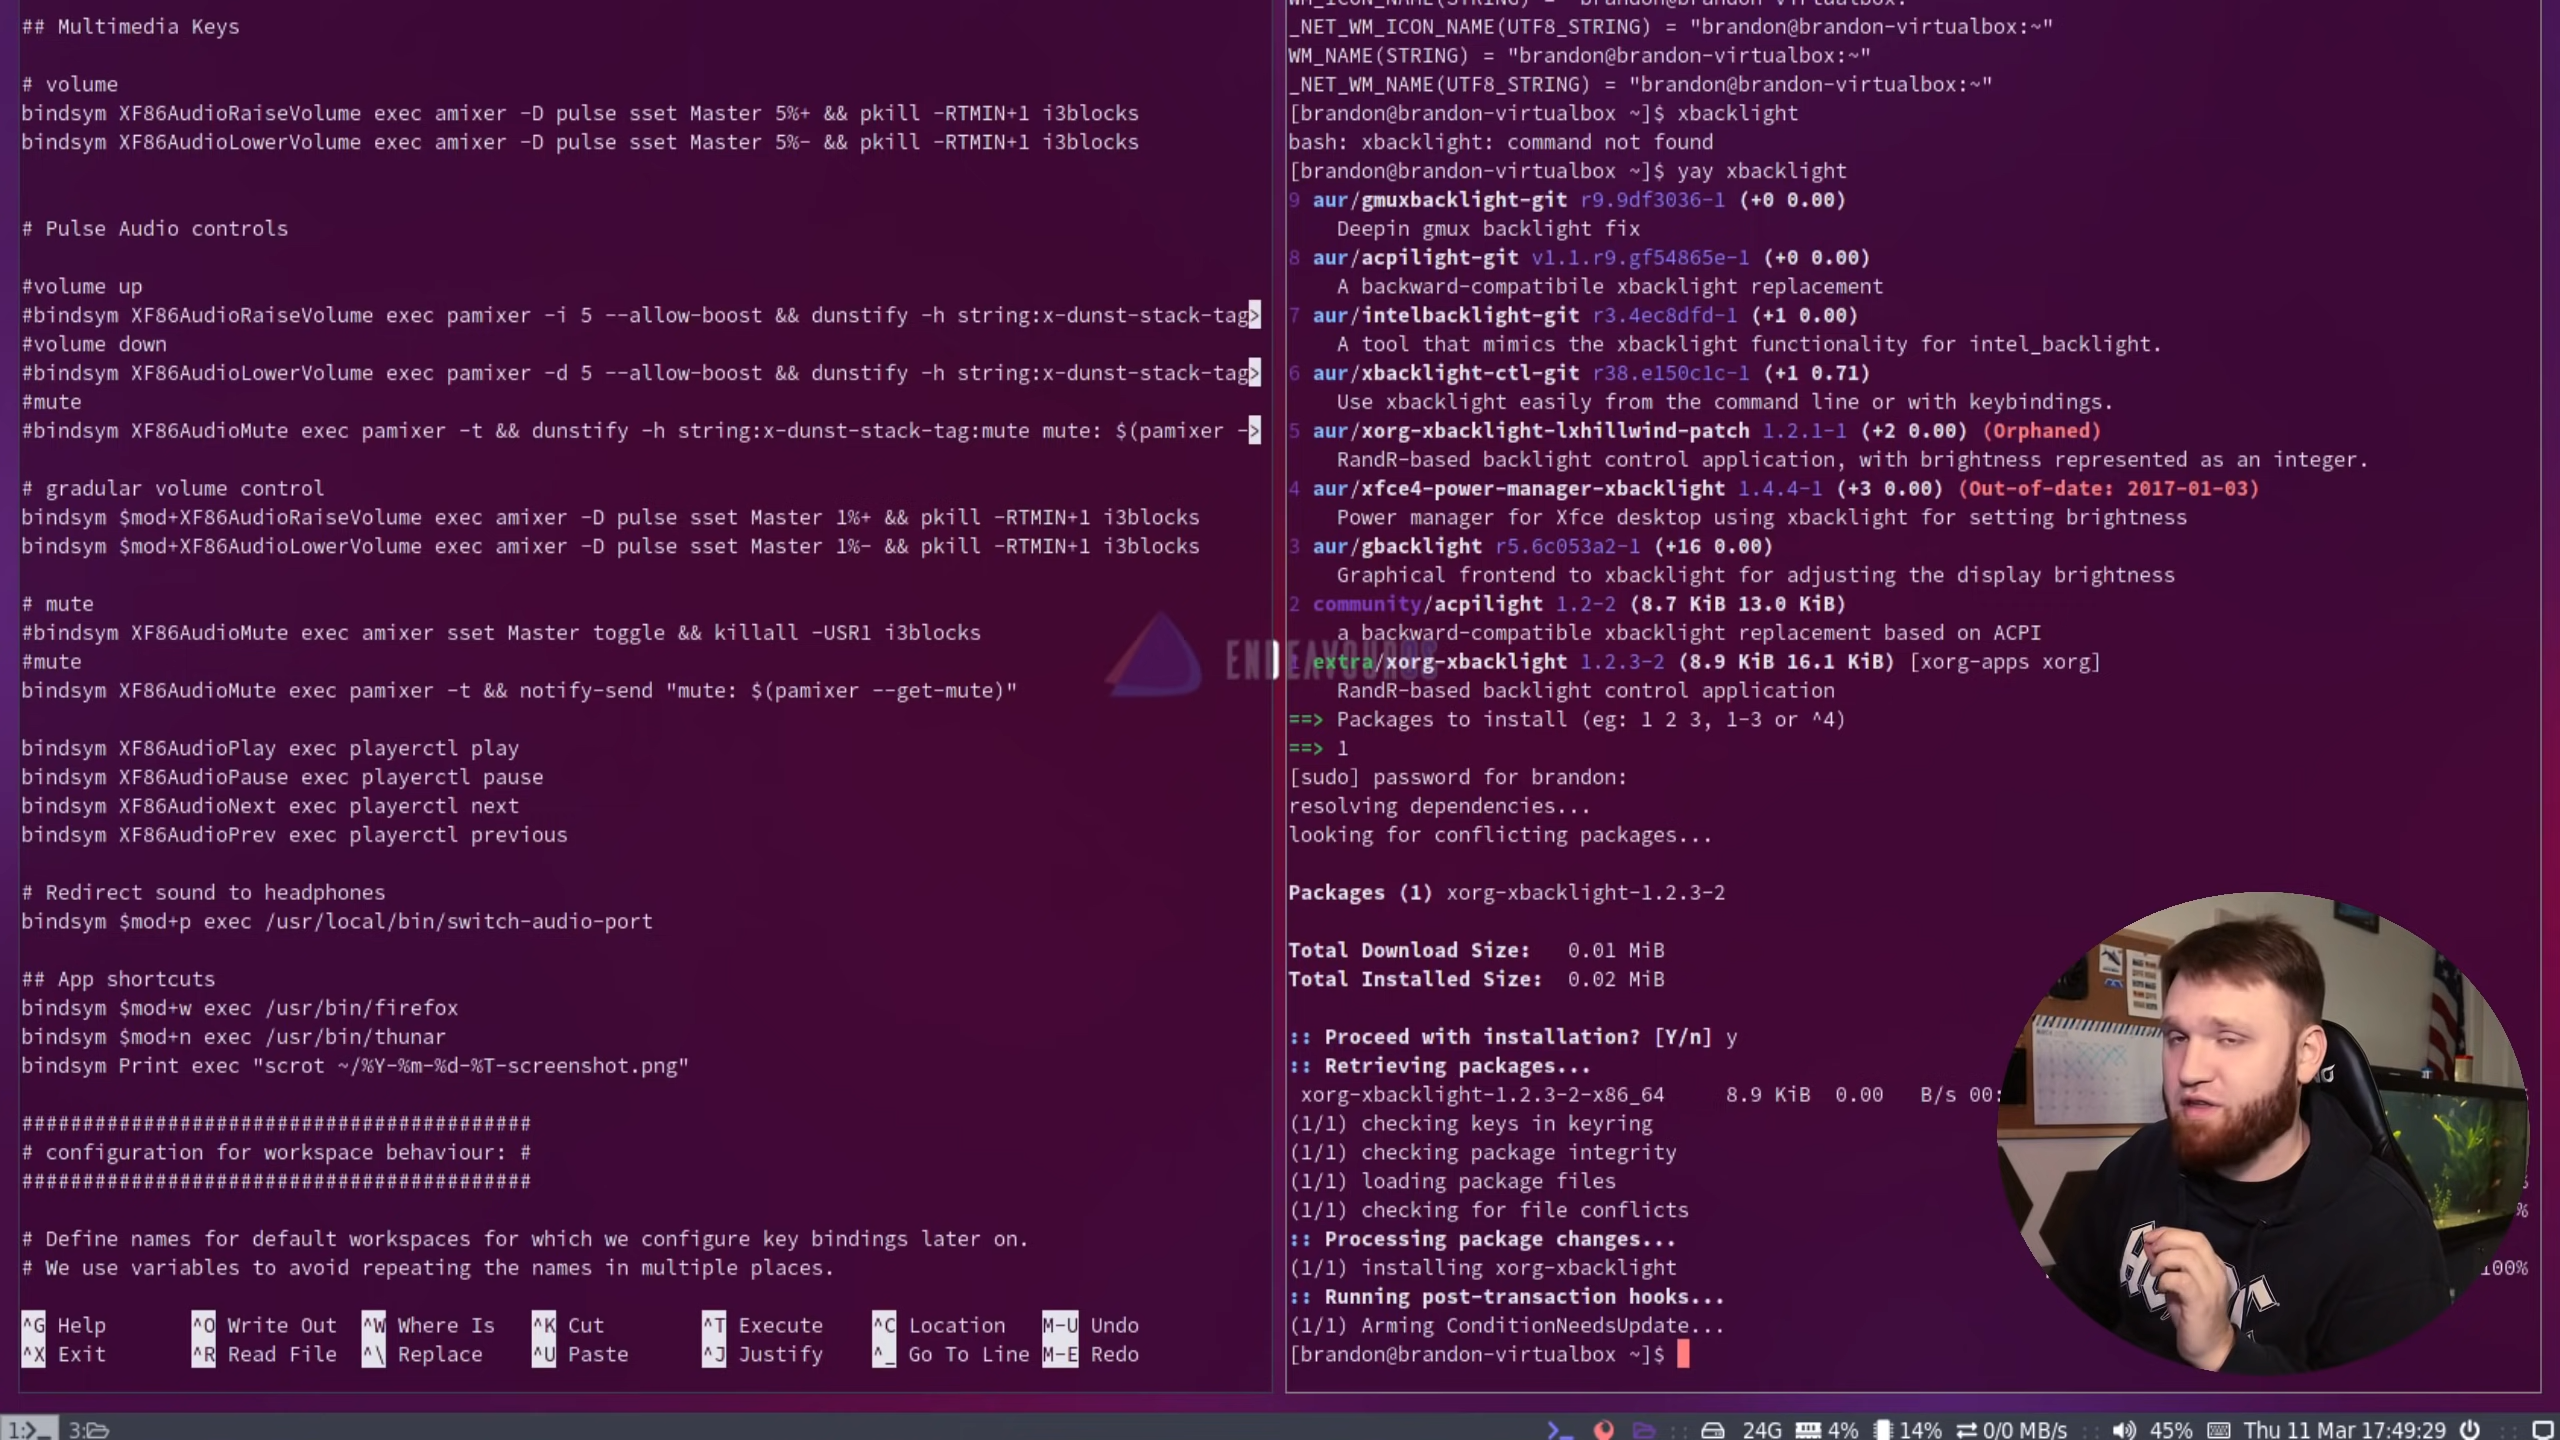 ## Multimedia Keys
# volume
bindsym XF86AudioRaiseVolume exec amixer -D pulse sset Master 5%+ && pkill -RTMIN+1 i3blocks
bindsym XF86AudioLowerVolume exec amixer -D pulse sset Master 5%- && pkill -RTMIN+1 i3blocks
# Pulse Audio controls
#volume up
#bindsym XF86AudioRaiseVolume exec pamixer -i 5 --allow-boost && dunstify -h string:x-dunst-stack-tag>
#volume down
#bindsym XF86AudioLowerVolume exec pamixer -d 5 --allow-boost && dunstify -h string:x-dunst-stack-tag>
#mute
#bindsym XF86AudioMute exec pamixer -t && dunstify -h string:x-dunst-stack-tag:mute mute: $(pamixer ->
# gradular volume control
bindsym $mod+XF86AudioRaiseVolume exec amixer -D pulse sset Master 1%+ && pkill -RTMIN+1 i3blocks
bindsym $mod+XF86AudioLowerVolume exec amixer -D pulse sset Master 1%- && pkill -RTMIN+1 i3blocks
# mute
#bindsym XF86AudioMute exec amixer sset Master toggle && killall -USR1 i3blocks
#mute
bindsym XF86AudioMute exec pamixer -t && notify-send "mute: $(pamixer --get-mute)"
bindsym XF86AudioPlay exec playerctl play
bindsym XF86AudioPause exec playerctl pause
bindsym XF86AudioNext exec playerctl next
bindsym XF86AudioPrev exec playerctl previous
# Redirect sound to headphones
bindsym $mod+p exec /usr/local/bin/switch-audio-port
## App shortcuts
bindsym $mod+w exec /usr/bin/firefox
bindsym $mod+n exec /usr/bin/thunar
bindsym Print exec "scrot ~/%Y-%m-%d-%T-screenshot.png"
##########################################
# configuration for workspace behaviour: #
##########################################
# Define names for default workspaces for which we configure key bindings later on.
# We use variables to avoid repeating the names in multiple places.
^G Help ^O Write Out ^W Where Is ^K Cut ^T Execute ^C Location M-U Undo
^X Exit ^R Read File ^\ Replace ^U Paste ^J Justify ^_ Go To Line M-E Redo
WM_ICON_NAME(STRING) = "brandon@brandon-virtualbox:~"
_NET_WM_ICON_NAME(UTF8_STRING) = "brandon@brandon-virtualbox:~"
WM_NAME(STRING) = "brandon@brandon-virtualbox:~"
_NET_WM_NAME(UTF8_STRING) = "brandon@brandon-virtualbox:~"
[brandon@brandon-virtualbox ~]$ xbacklight
bash: xbacklight: command not found
[brandon@brandon-virtualbox ~]$ yay xbacklight
9 aur/gmuxbacklight-git r9.9df3036-1 (+0 0.00)
Deepin gmux backlight fix
8 aur/acpilight-git v1.1.r9.gf54865e-1 (+0 0.00)
A backward-compatibile xbacklight replacement
7 aur/intelbacklight-git r3.4ec8dfd-1 (+1 0.00)
A tool that mimics the xbacklight functionality for intel_backlight.
6 aur/xbacklight-ctl-git r38.e150c1c-1 (+1 0.71)
Use xbacklight easily from the command line or with keybindings.
5 aur/xorg-xbacklight-lxhillwind-patch 1.2.1-1 (+2 0.00) (Orphaned)
RandR-based backlight control application, with brightness represented as an integer.
4 aur/xfce4-power-manager-xbacklight 1.4.4-1 (+3 0.00) (Out-of-date: 2017-01-03)
Power manager for Xfce desktop using xbacklight for setting brightness
3 aur/gbacklight r5.6c053a2-1 (+16 0.00)
Graphical frontend to xbacklight for adjusting the display brightness
2 community/acpilight 1.2-2 (8.7 KiB 13.0 KiB)
a backward-compatible xbacklight replacement based on ACPI
1 extra/xorg-xbacklight 1.2.3-2 (8.9 KiB 16.1 KiB) [xorg-apps xorg]
RandR-based backlight control application
==> Packages to install (eg: 1 2 3, 1-3 or ^4)
==> 1
[sudo] password for brandon:
resolving dependencies...
looking for conflicting packages...
Packages (1) xorg-xbacklight-1.2.3-2
Total Download Size: 0.01 MiB
Total Installed Size: 0.02 MiB
:: Proceed with installation? [Y/n] y
:: Retrieving packages...
xorg-xbacklight-1.2.3-2-x86_64 8.9 KiB 0.00 B/s 00:
(1/1) checking keys in keyring
(1/1) checking package integrity
(1/1) loading package files
(1/1) checking for file conflicts
%
:: Processing package changes...
(1/1) installing xorg-xbacklight
100%
:: Running post-transaction hooks...
(1/1) Arming ConditionNeedsUpdate...
[brandon@brandon-virtualbox ~]$
ENDEAVOUROS
1:>_ 3: 24G 4% 14% 0/0 MB/s 45% Thu 11 Mar 17:49:29